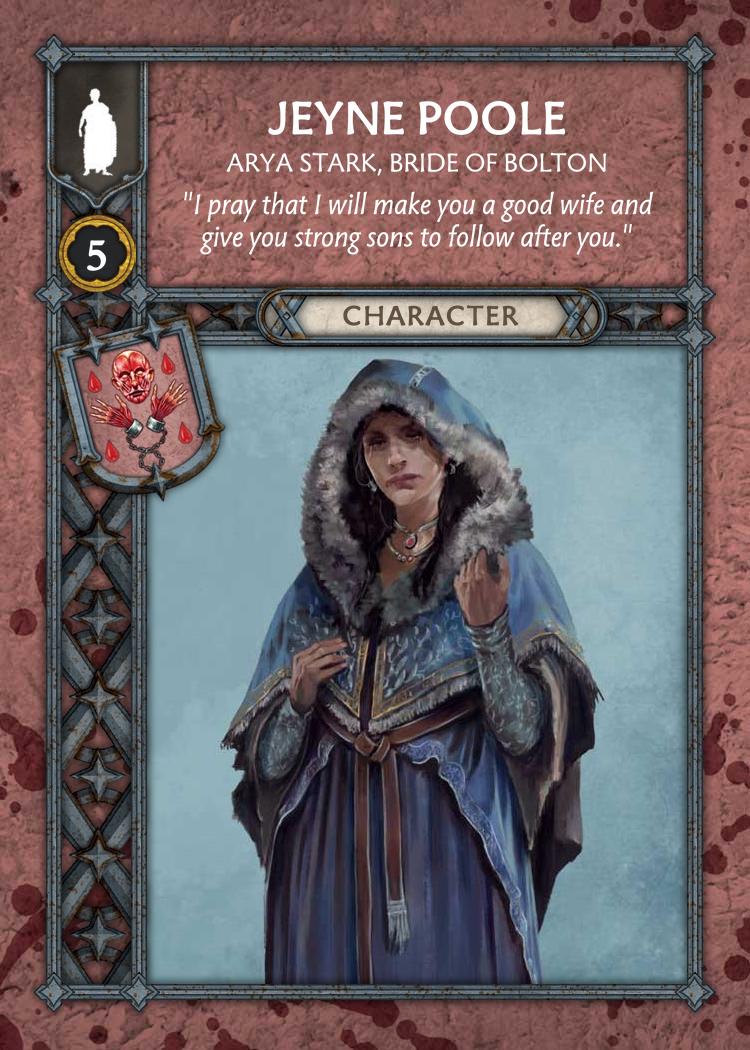 JEYNE POOLE
ARYA STARK, BRIDE OF BOLTON
"I pray that I will make you a good wife and
give you strong sons to follow after you."
5
CHARACTER